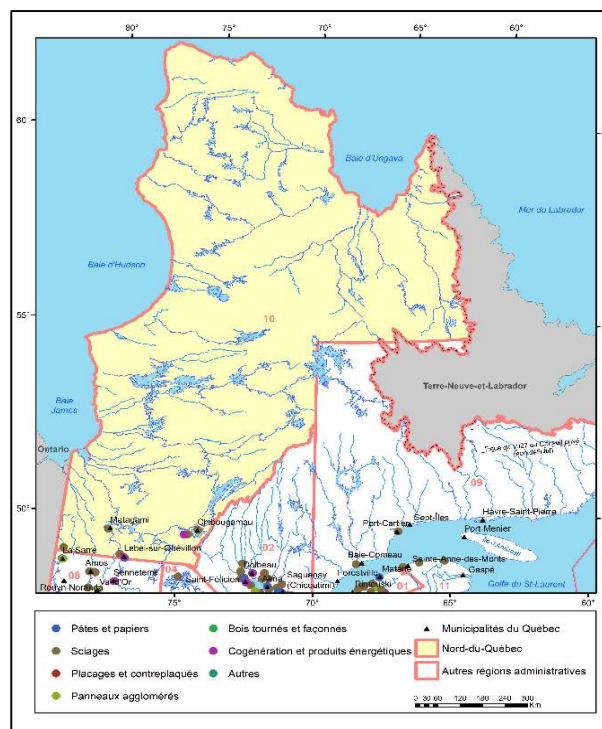 80°
75°
70°
65°
60°
60°
Baie d'Ungava
Mer du Labrador
Baie d'Hudson
55°
55°
10
Baie
James
Terre-Neuve-et-Labrador
Ontario
09
50°
50°
Matagami
Chibougamau
Port-Cartier
Sept-Îles
Havre-Saint-Pierre
Port-Menier
La Sarre
Lebel-sur-Quévillon
02
Baie-Comeau
Sainte-Anne-des-Monts
Amos
Senneterre
04
Dolbeau
Forestville
Matane
Gaspé
08
Val-d'Or
Saint-Félicien
Alma
Saguenay
(Chicoutimi)
Rimouski
01
11
Golfe du St-Laurent
Rouyn-Noranda
75°
70°
65°
Pâtes et papiers
Bois tournés et façonnés
Municipalités du Québec
Sciages
Cogénération et produits énergétiques
Nord-du-Québec
Placages et contreplaqués
Autres
Autres régions administratives
Panneaux agglomérés
0 30 60 120 180 240 300
Km